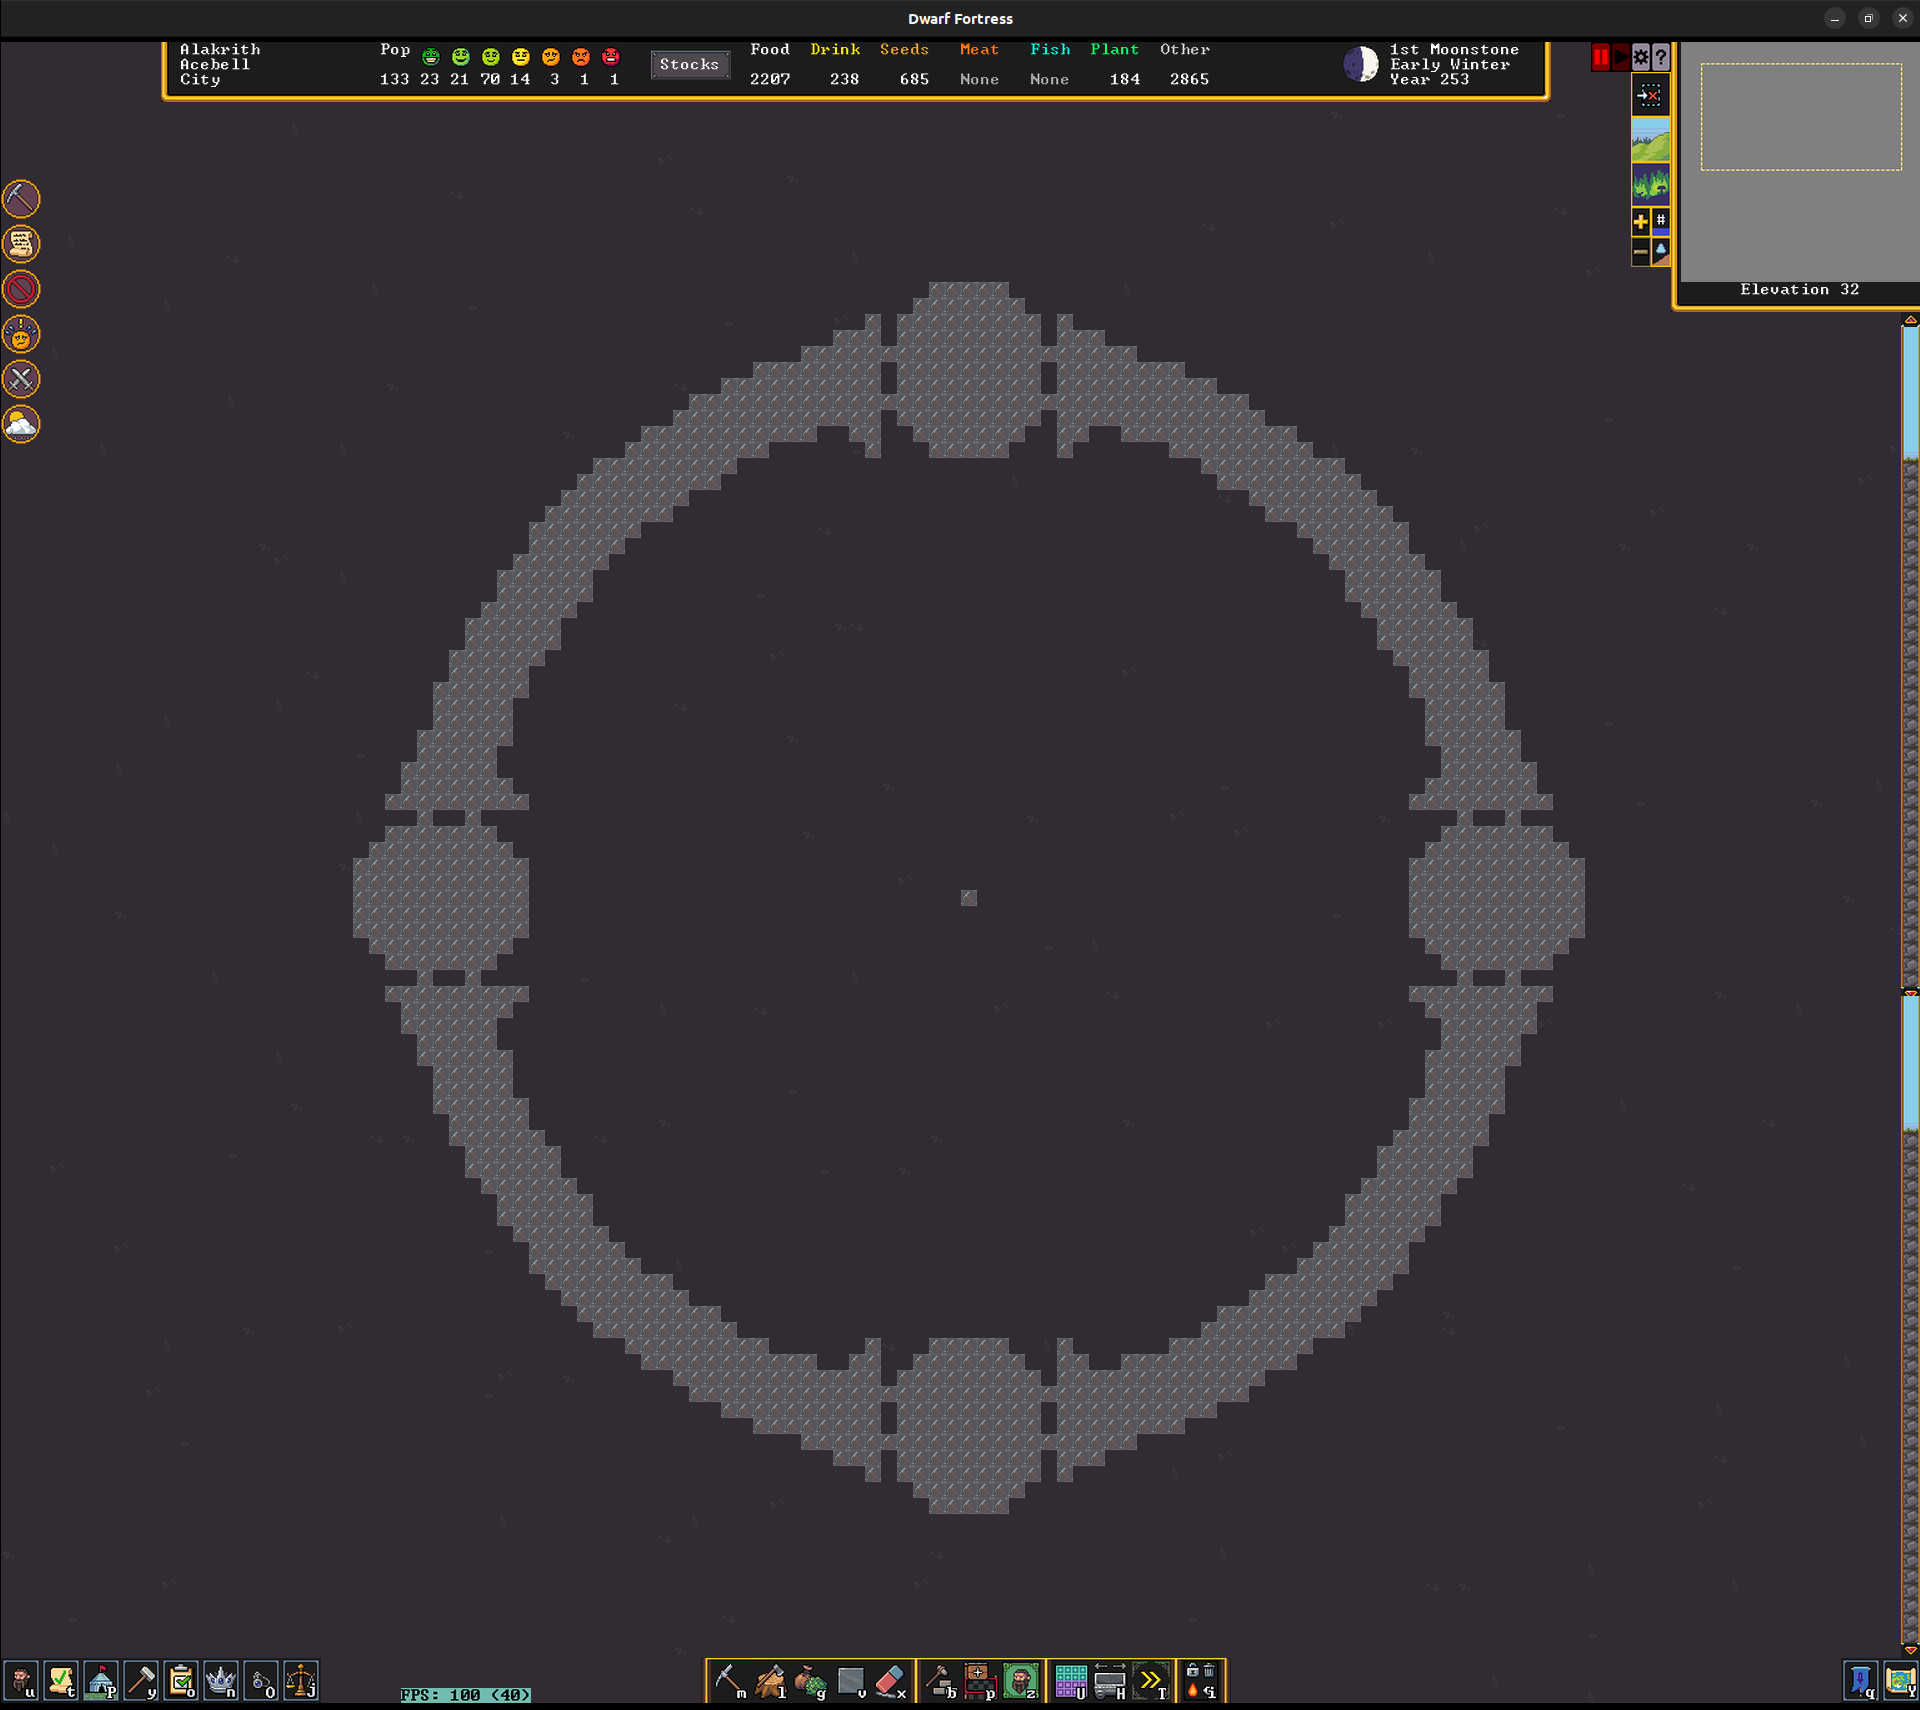 Dwarf Fortress
Alakrith
Acebell
City
Pop
133 23 21 70 14 3 1 1
Stocks
Food Drink Seeds Meat Fish Plant Other
2207 238 685 None None 184 2865
1st Moonstone
Early Winter
Year 253
?
#
Elevation 32
u t P y o n O J
FPS: 100 (40)
m l g v x b p z U H T i
q Y